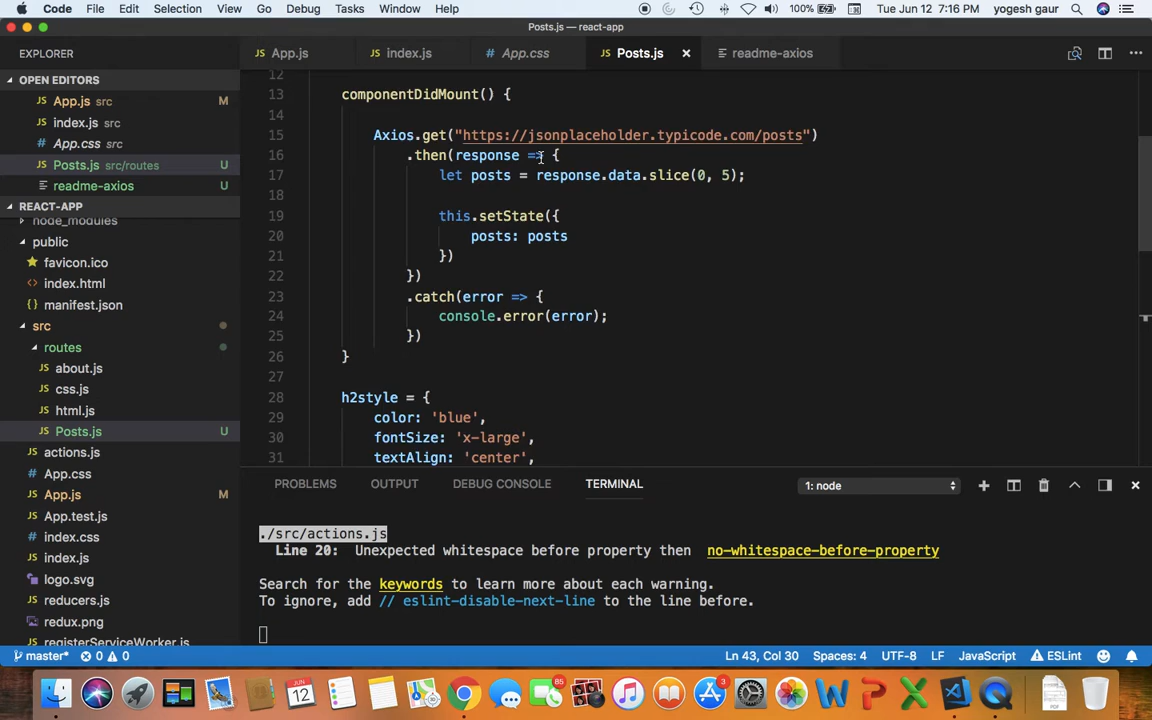 Code File Edit Selection View Go Debug Tasks Window Help 100% Tue Jun 12 7:16 PM yogesh gaur
Posts.js — react-app
EXPLORER
JS App.js JS index.js App.css JS Posts.js readme-axios
OPEN EDITORS
JS App.js src M
JS index.js src
App.css src
JS Posts.js src/routes U
readme-axios U
REACT-APP
node_modules
public
favicon.ico
<> index.html
{} manifest.json
src
routes
JS about.js
JS css.js
JS html.js
JS Posts.js U
JS actions.js
App.css
JS App.js M
JS App.test.js
index.css
JS index.js
logo.svg
JS reducers.js
redux.png
JS registerServiceWorker.js
12
13 componentDidMount() {
14
15 Axios.get("https://jsonplaceholder.typicode.com/posts")
16 .then(response => {
17 let posts = response.data.slice(0, 5);
18
19 this.setState({
20 posts: posts
21 })
22 })
23 .catch(error => {
24 console.error(error);
25 })
26 }
27
28 h2style = {
29 color: 'blue',
30 fontSize: 'x-large',
31 textAlign: 'center',
PROBLEMS OUTPUT DEBUG CONSOLE TERMINAL 1: node
./src/actions.js
Line 20: Unexpected whitespace before property then no-whitespace-before-property
Search for the keywords to learn more about each warning.
To ignore, add // eslint-disable-next-line to the line before.
master* 0 0 Ln 43, Col 30 Spaces: 4 UTF-8 LF JavaScript ESLint
85
3
12